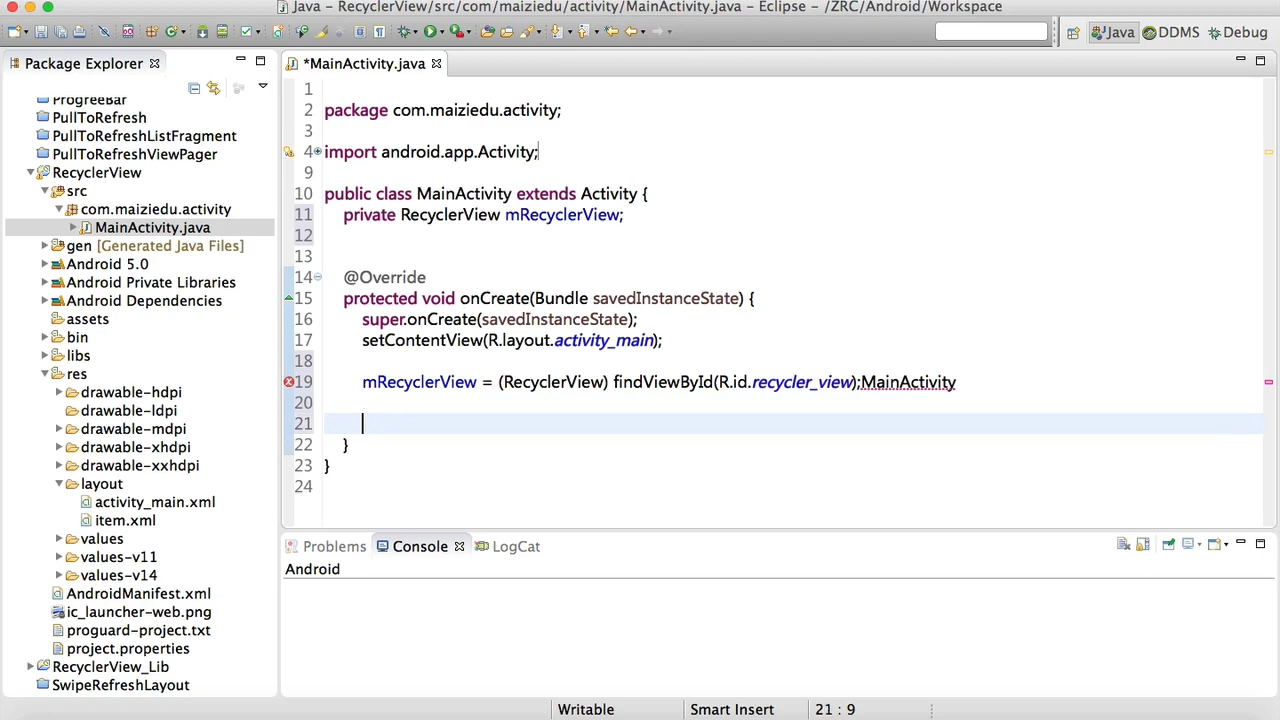 Java - RecyclerView/src/com/maiziedu/activity/MainActivity.java - Eclipse - /ZRC/Android/Workspace
Java
DDMS
Debug
Package Explorer
ProgreeBar
PullToRefresh
PullToRefreshListFragment
PullToRefreshViewPager
RecyclerView
src
com.maiziedu.activity
MainActivity.java
gen [Generated Java Files]
Android 5.0
Android Private Libraries
Android Dependencies
assets
bin
libs
res
drawable-hdpi
drawable-ldpi
drawable-mdpi
drawable-xhdpi
drawable-xxhdpi
layout
activity_main.xml
item.xml
values
values-v11
values-v14
AndroidManifest.xml
ic_launcher-web.png
proguard-project.txt
project.properties
RecyclerView_Lib
SwipeRefreshLayout
*MainActivity.java
1
2 package com.maiziedu.activity;
3
4 import android.app.Activity;
9
10 public class MainActivity extends Activity {
11 private RecyclerView mRecyclerView;
12
13
14 @Override
15 protected void onCreate(Bundle savedInstanceState) {
16 super.onCreate(savedInstanceState);
17 setContentView(R.layout.activity_main);
18
19 mRecyclerView = (RecyclerView) findViewById(R.id.recycler_view);MainActivity
20
21
22 }
23 }
24
Problems
Console
LogCat
Android
Writable
Smart Insert
21 : 9